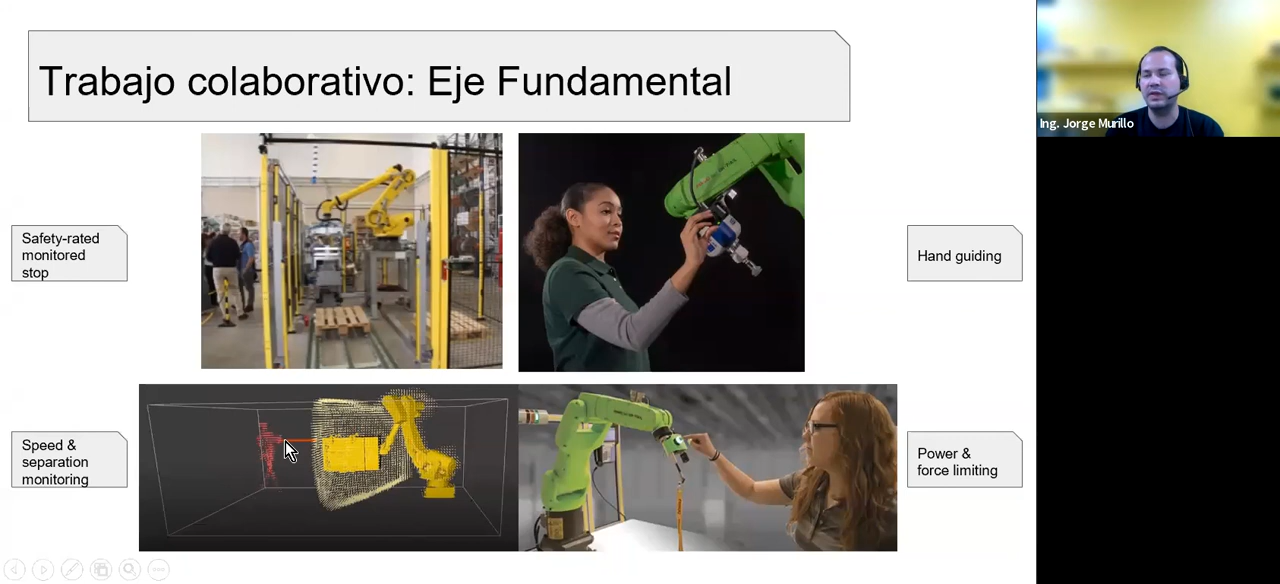 Trabajo colaborativo: Eje Fundamental
Ing. Jorge Murillo
Safety-rated
monitored
stop
Hand guiding
Speed &
separation
monitoring
Power &
force limiting